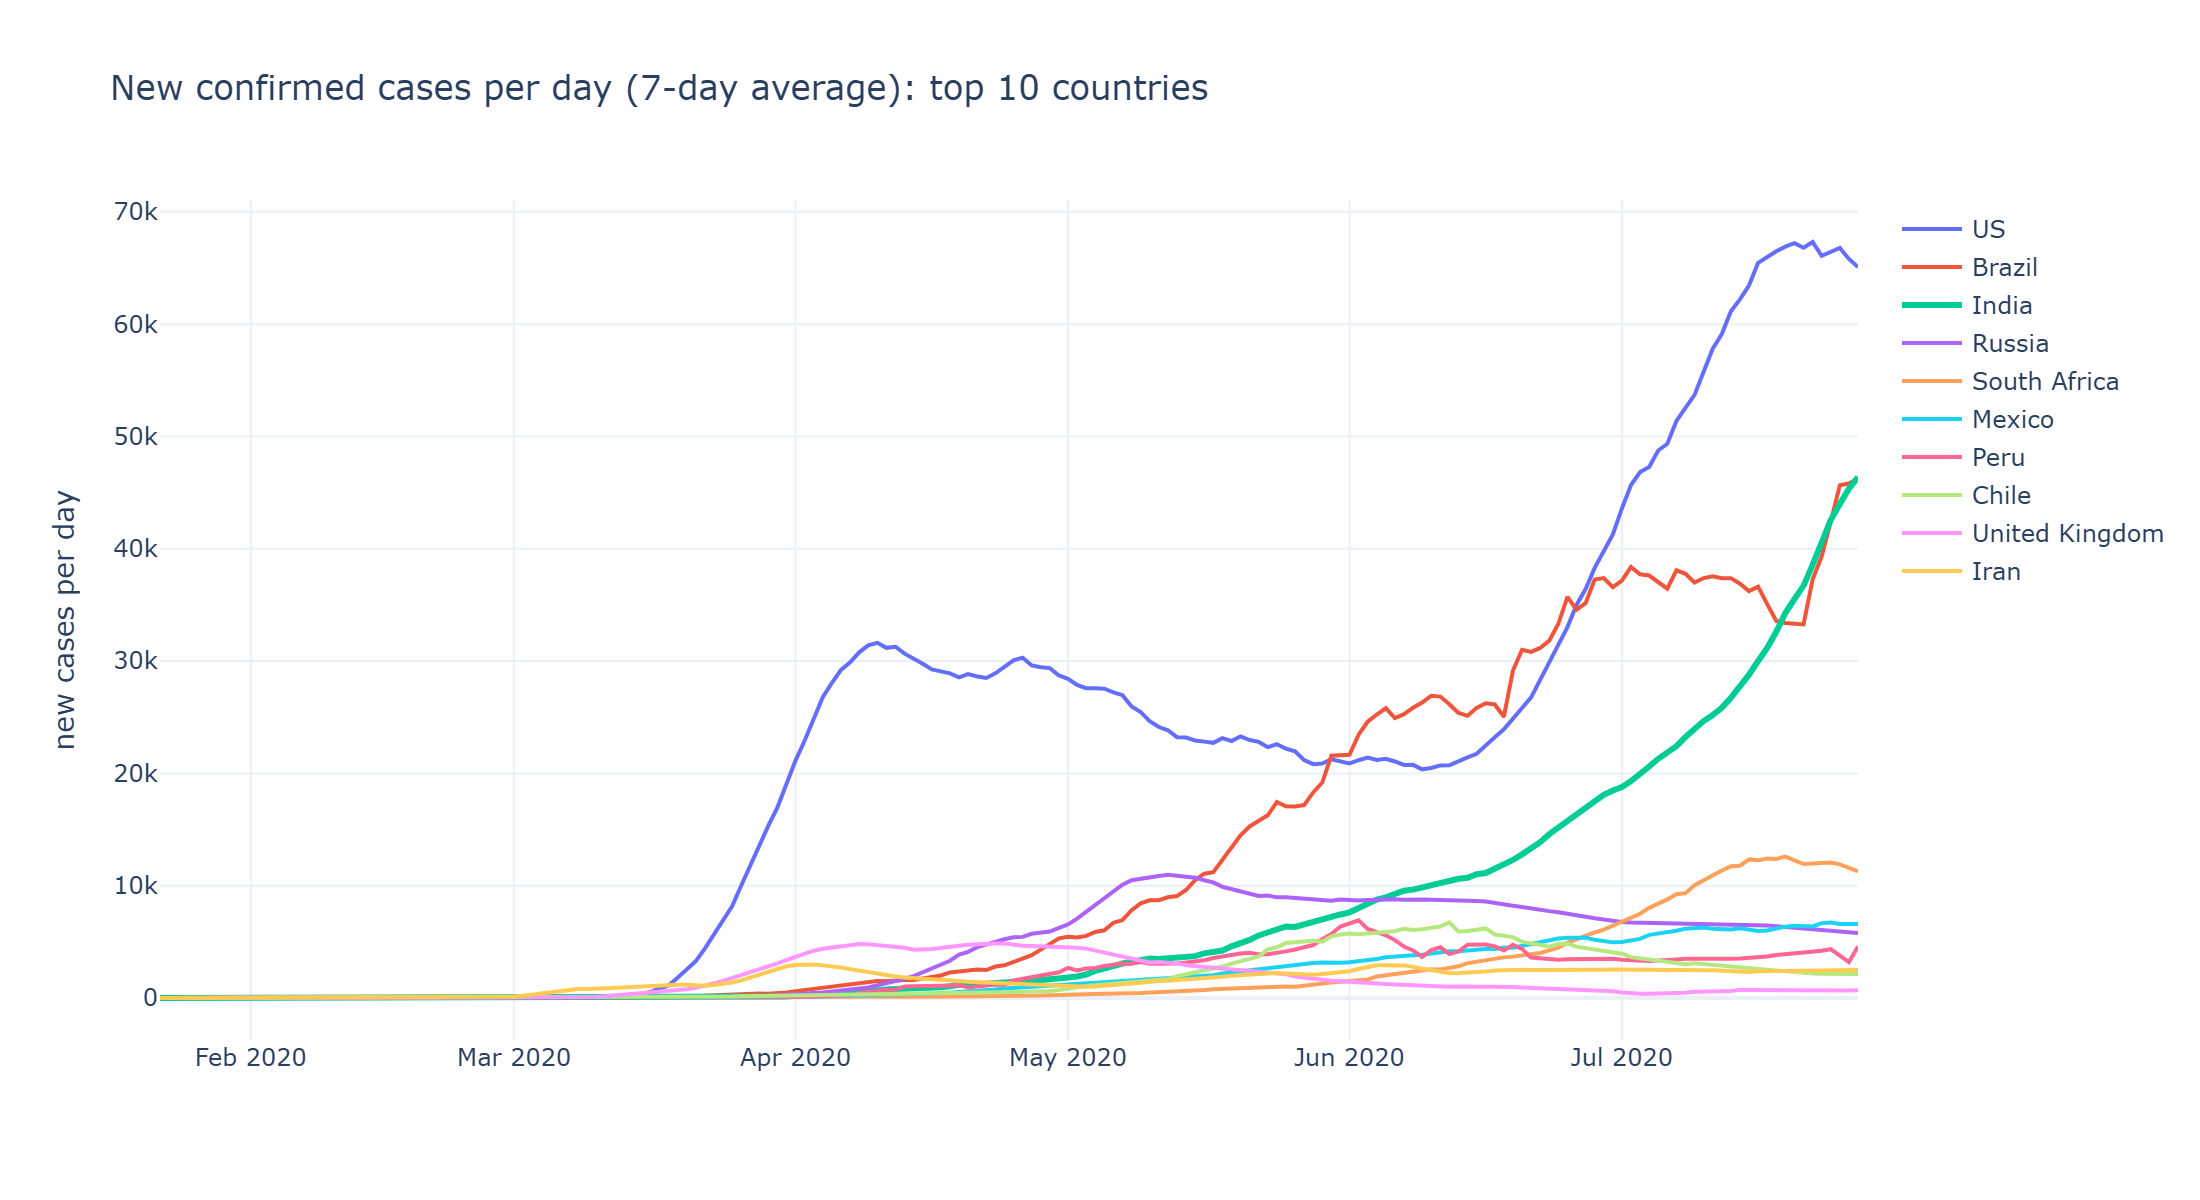 New confirmed cases per day (7-day average): top 10 countries
70k
60k
50k
40k
30k
20k
10k
0
new cases per day
Feb 2020
Mar 2020
Apr 2020
May 2020
Jun 2020
Jul 2020
US
Brazil
India
Russia
South Africa
Mexico
Peru
Chile
United Kingdom
Iran